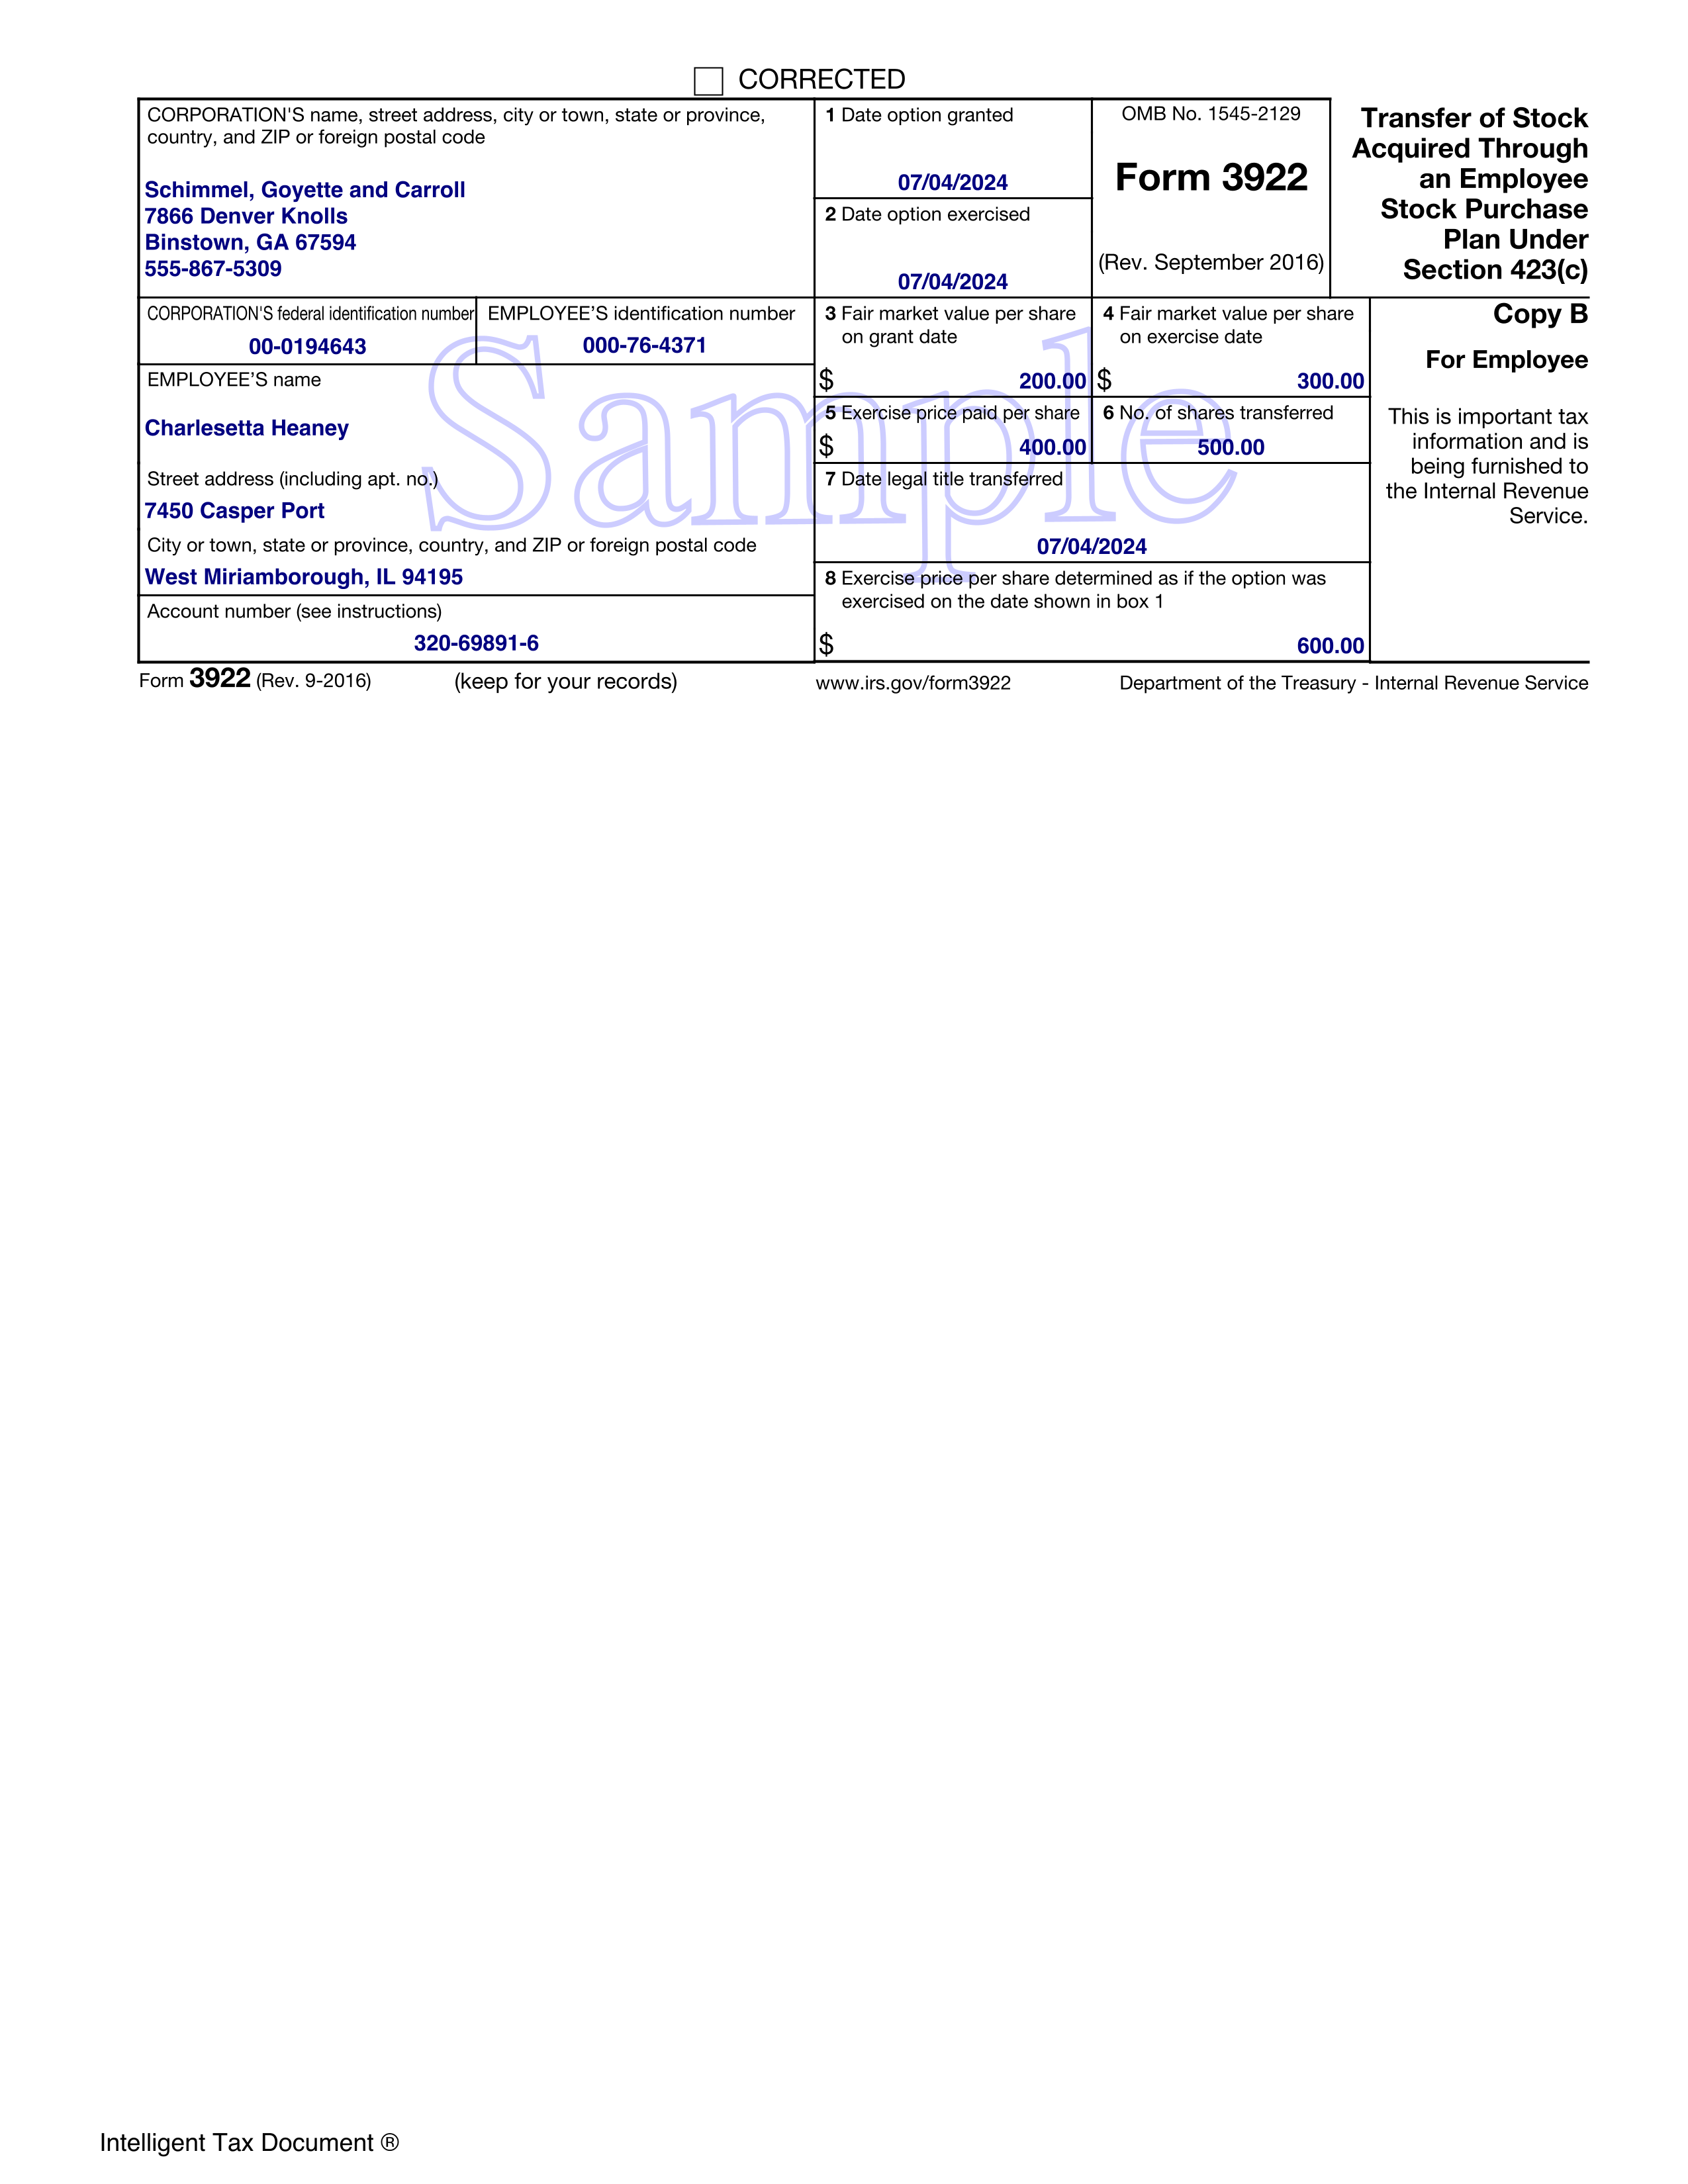 CORRECTED
CORPORATION'S name, street address, city or town, state or province,
country, and ZIP or foreign postal code
Schimmel, Goyette and Carroll
7866 Denver Knolls
Binstown, GA 67594
555-867-5309
1 Date option granted
07/04/2024
2 Date option exercised
07/04/2024
OMB No. 1545-2129
Form 3922
(Rev. September 2016)
Transfer of Stock
Acquired Through
an Employee
Stock Purchase
Plan Under
Section 423(c)
CORPORATION'S federal identification number
00-0194643
EMPLOYEE’S identification number
000-76-4371
3 Fair market value per share
on grant date
$ 200.00
4 Fair market value per share
on exercise date
$ 300.00
Copy B
For Employee
This is important tax
information and is
being furnished to
the Internal Revenue
Service.
EMPLOYEE’S name
Charlesetta Heaney
5 Exercise price paid per share
$ 400.00
6 No. of shares transferred
500.00
Street address (including apt. no.)
7450 Casper Port
7 Date legal title transferred
07/04/2024
City or town, state or province, country, and ZIP or foreign postal code
West Miriamborough, IL 94195
8 Exercise price per share determined as if the option was
exercised on the date shown in box 1
$ 600.00
Account number (see instructions)
320-69891-6
Sample
Form 3922 (Rev. 9-2016)
(keep for your records)
www.irs.gov/form3922
Department of the Treasury - Internal Revenue Service
Intelligent Tax Document ®